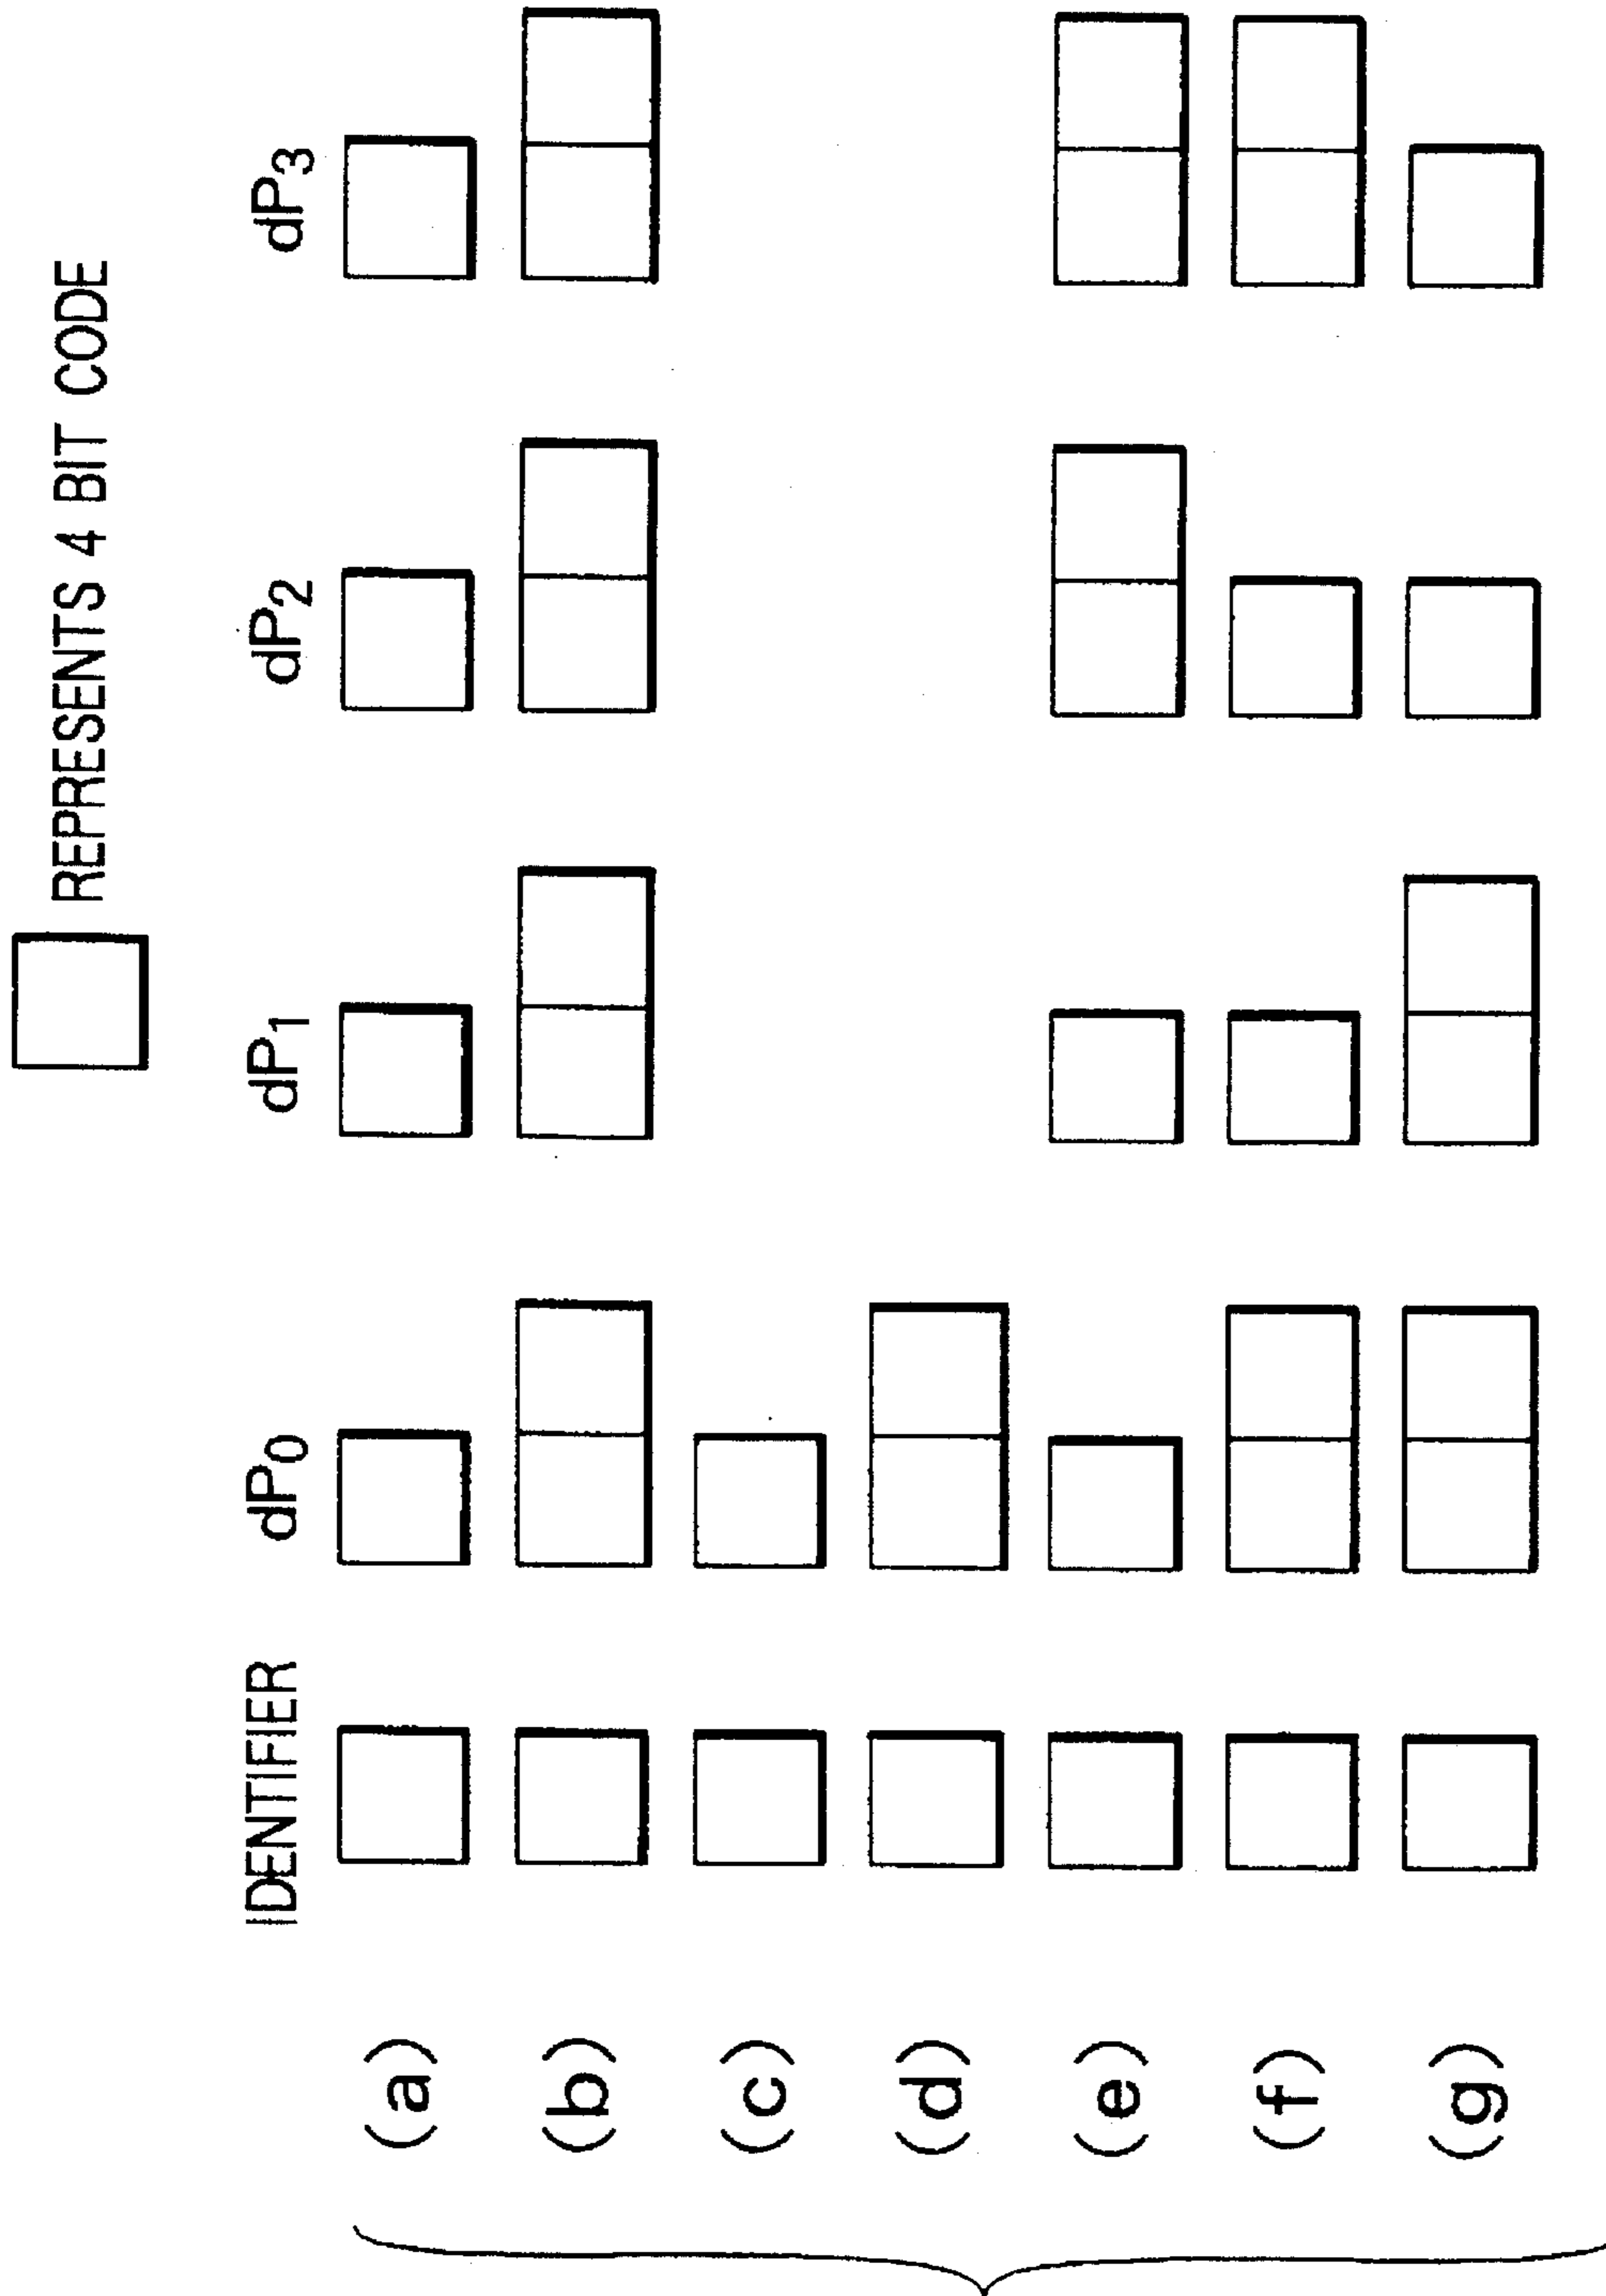 REPRESENTS 4 BIT CODE
IDENTIFIER dP0 dP1 dP2 dP3
(a)
(b)
(c)
(d)
(e)
(f)
(g)